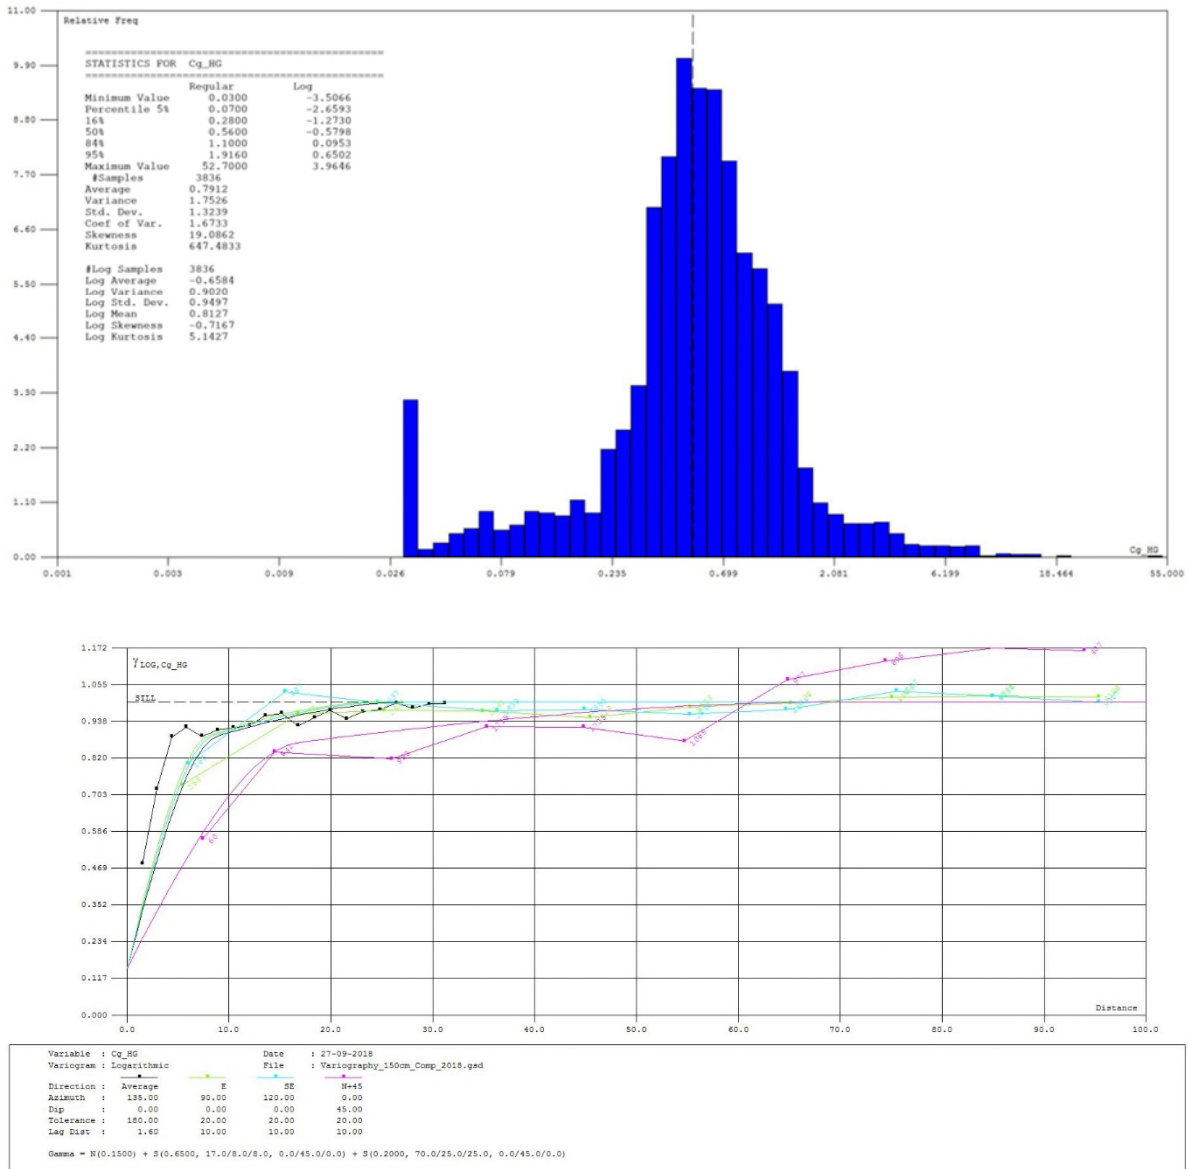 11.00
Relative Freq
==================================================
STATISTICS FOR Cg_HG
==================================================
Regular Log
Minimum Value 0.0300 -3.5066
Percentile 5% 0.0700 -2.6593
16% 0.2800 -1.2730
50% 0.5600 -0.5798
84% 1.1000 0.0953
95% 1.9160 0.6502
Maximum Value 52.7000 3.9646
#Samples 3836
Average 0.7912
Variance 1.7526
Std. Dev. 1.3239
Coef of Var. 1.6733
Skewness 19.0862
Kurtosis 647.4833
#Log Samples 3836
Log Average -0.6584
Log Variance 0.9020
Log Std. Dev. 0.9497
Log Mean 0.8127
Log Skewness -0.7167
Log Kurtosis 5.1427
9.90
8.80
7.70
6.60
5.50
4.40
3.30
2.20
1.10
0.00
Cg_HG
0.001 0.003 0.009 0.026 0.079 0.235 0.699 2.081 6.199 18.464 55.000
1.172
γ LOG,Cg_HG
1.055
SILL
0.938
0.820
0.703
0.586
60
0.469
0.352
0.234
0.117
Distance
0.000
0.0 10.0 20.0 30.0 40.0 50.0 60.0 70.0 80.0 90.0 100.0
Variable : Cg_HG Date : 27-09-2018
Variogram : Logarithmic File : Variography_150cm_Comp_2018.gsd
Direction : Average E SE N+45
Azimuth : 135.00 90.00 120.00 0.00
Dip : 0.00 0.00 0.00 45.00
Tolerance : 180.00 20.00 20.00 20.00
Lag Dist : 1.60 10.00 10.00 10.00
Gamma = N(0.1500) + S(0.6500, 17.0/8.0/8.0, 0.0/45.0/0.0) + S(0.2000, 70.0/25.0/25.0, 0.0/45.0/0.0)